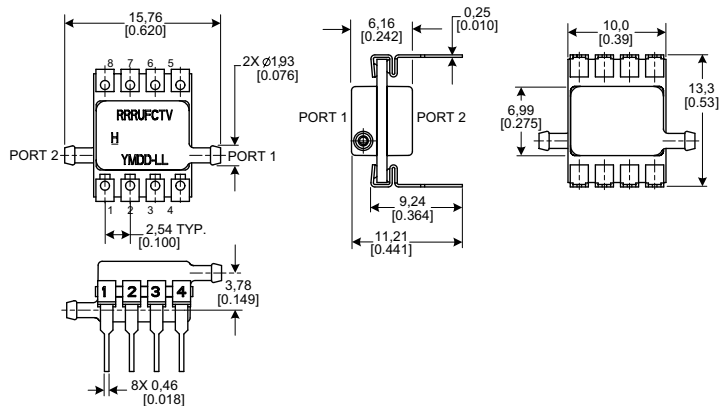 15,76
[0.620]
8 7 6 5
2X ø1,93
[0.076]
RRRUFCTV
H
YMDD-LL
PORT 2
PORT 1
1 2 3 4
2,54 TYP.
[0.100]
6,16
[0.242]
0,25
[0.010]
PORT 1
PORT 2
9,24
[0.364]
11,21
[0.441]
10,0
[0.39]
6,99
[0.275]
13,3
[0.53]
1 2 3 4
3,78
[0.149]
8X 0,46
[0.018]